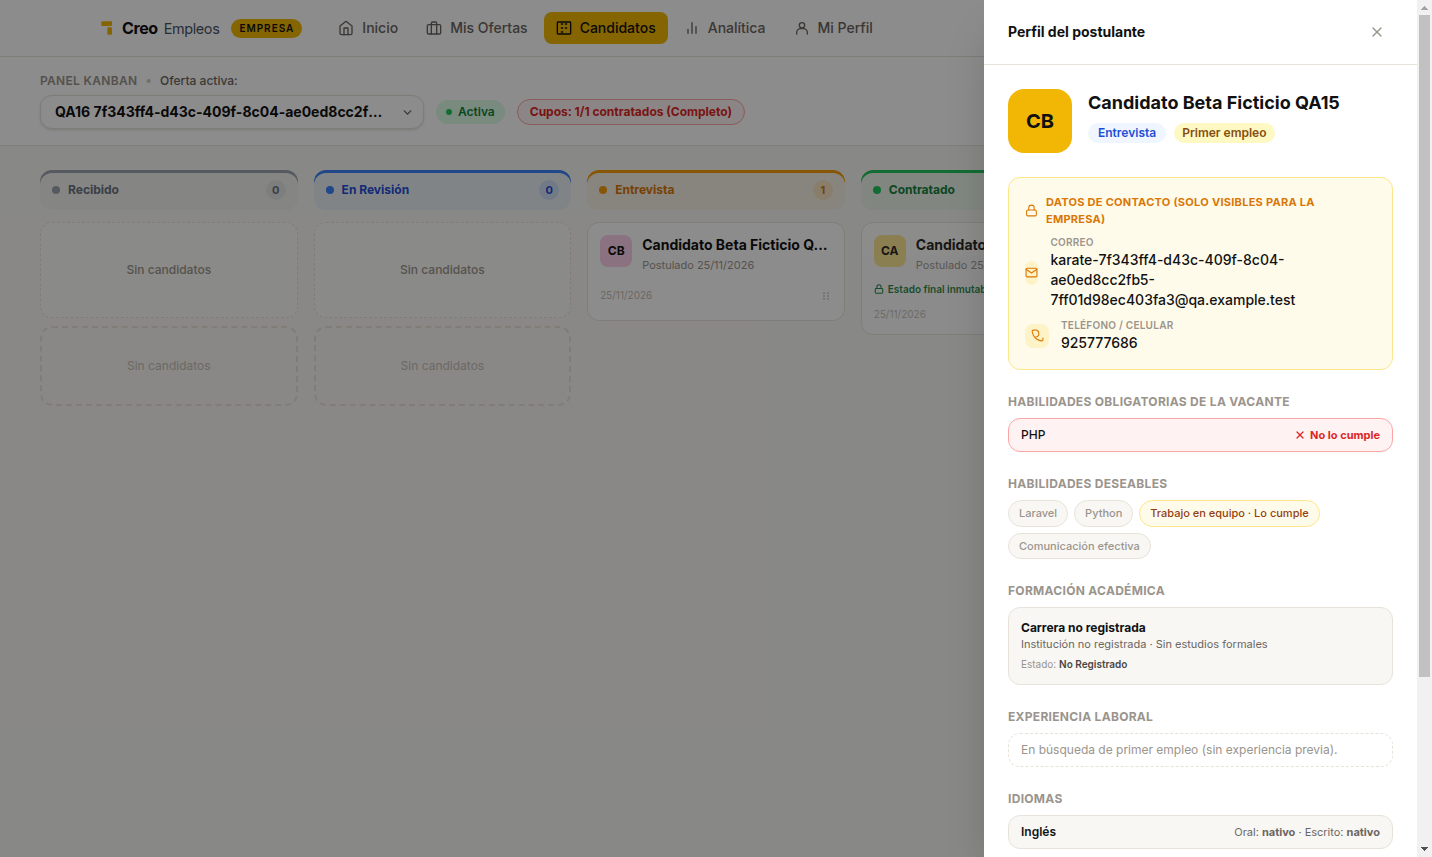 Creo Empleos EMPRESA Inicio Mis Ofertas Candidatos Analítica Mi Perfil
PANEL KANBAN • Oferta activa:
QA16 7f343ff4-d43c-409f-8c04-ae0ed8cc2f... Activa Cupos: 1/1 contratados (Completo)
Recibido 0 En Revisión 0 Entrevista 1 Contratado
Sin candidatos Sin candidatos
Sin candidatos Sin candidatos
CB Candidato Beta Ficticio Q...
Postulado 25/11/2026
25/11/2026
CA Candidato
Postulado 25
Estado final inmutab
25/11/2026
Perfil del postulante
CB
Candidato Beta Ficticio QA15
Entrevista Primer empleo
DATOS DE CONTACTO (SOLO VISIBLES PARA LA
EMPRESA)
CORREO
karate-7f343ff4-d43c-409f-8c04-
ae0ed8cc2fb5-
7ff01d98ec403fa3@qa.example.test
TELÉFONO / CELULAR
925777686
HABILIDADES OBLIGATORIAS DE LA VACANTE
PHP No lo cumple
HABILIDADES DESEABLES
Laravel Python Trabajo en equipo · Lo cumple
Comunicación efectiva
FORMACIÓN ACADÉMICA
Carrera no registrada
Institución no registrada · Sin estudios formales
Estado: No Registrado
EXPERIENCIA LABORAL
En búsqueda de primer empleo (sin experiencia previa).
IDIOMAS
Inglés Oral: nativo · Escrito: nativo